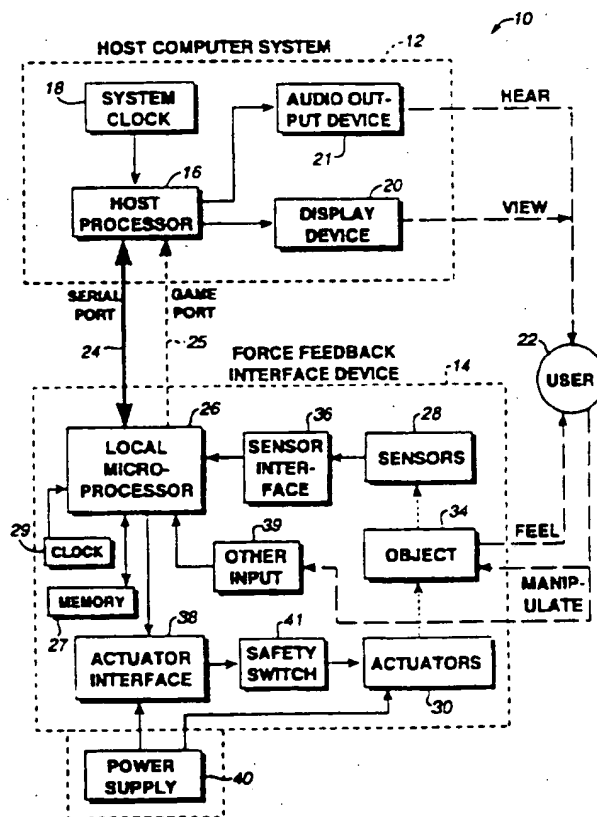 10
HOST COMPUTER SYSTEM
12
18
SYSTEM
CLOCK
AUDIO OUT-
PUT DEVICE
21
HEAR
16
HOST
PROCESSOR
20
DISPLAY
DEVICE
VIEW
SERIAL
PORT
24
GAME
PORT
25
FORCE FEEDBACK
INTERFACE DEVICE
14
22
USER
26
LOCAL
MICRO-
PROCESSOR
36
SENSOR
INTER-
FACE
28
SENSORS
29
CLOCK
39
OTHER
INPUT
34
OBJECT
FEEL
MANIP-
ULATE
MEMORY
27
38
ACTUATOR
INTERFACE
41
SAFETY
SWITCH
ACTUATORS
30
POWER
SUPPLY
40